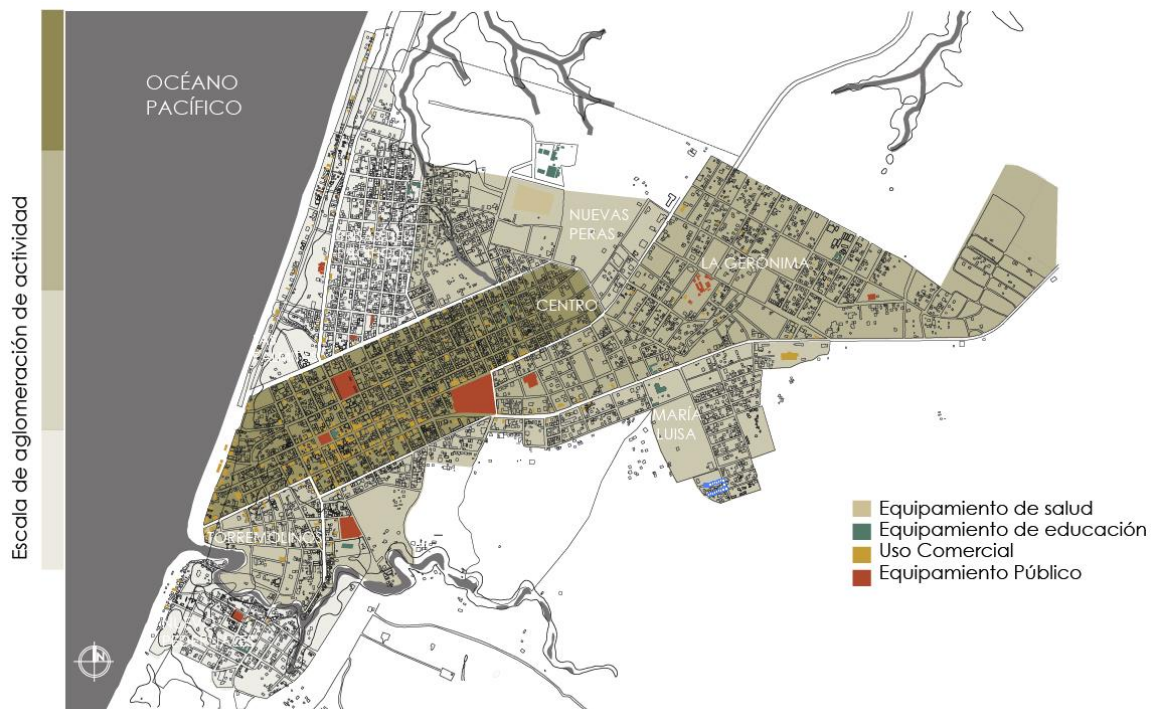 Escala de aglomeración de actividad
OCÉANO
PACÍFICO
NUEVAS
PERAS
LA GERÓNIMA
CENTRO
MARÍA
LUISA
TORREMOLINOS
N
Equipamiento de salud
Equipamiento de educación
Uso Comercial
Equipamiento Público